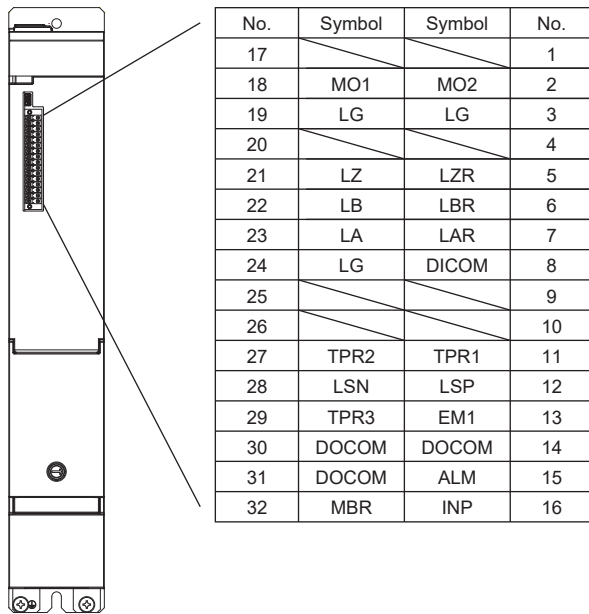 No. Symbol Symbol No.
17 1
18 MO1 MO2 2
19 LG LG 3
20 4
21 LZ LZR 5
22 LB LBR 6
23 LA LAR 7
24 LG DICOM 8
25 9
26 10
27 TPR2 TPR1 11
28 LSN LSP 12
29 TPR3 EM1 13
30 DOCOM DOCOM 14
31 DOCOM ALM 15
32 MBR INP 16